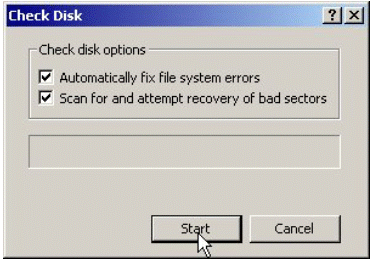 Check Disk
Check disk options
Automatically fix file system errors
Scan for and attempt recovery of bad sectors
Start
Cancel